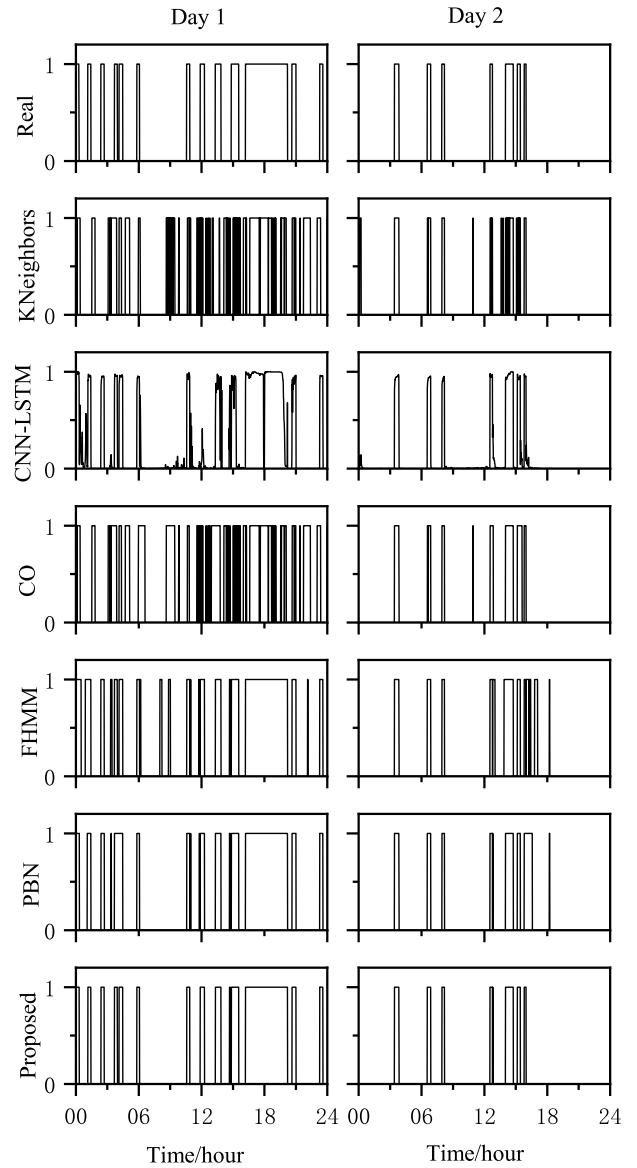 Day 1 Day 2
Real 1 0
KNeighbors 1 0
CNN-LSTM 1 0
CO 1 0
FHMM 1 0
PBN 1 0
Proposed 1 0
00 06 12 18 24 00 06 12 18 24
Time/hour Time/hour